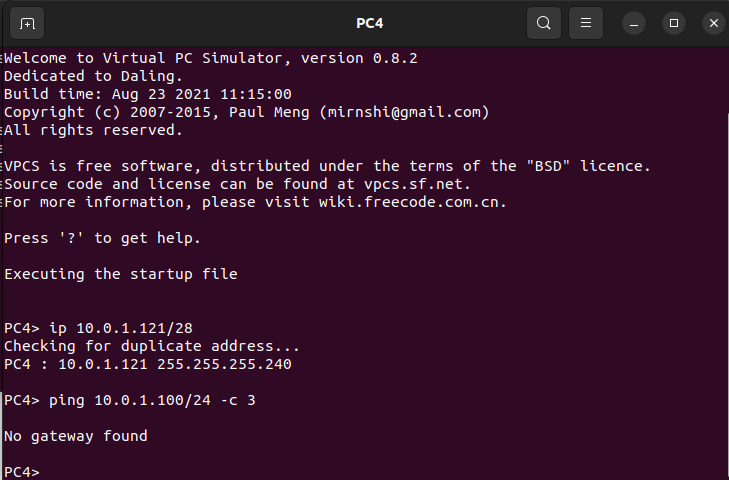 PC4
Welcome to Virtual PC Simulator, version 0.8.2
Dedicated to Daling.
Build time: Aug 23 2021 11:15:00
Copyright (c) 2007-2015, Paul Meng (mirnshi@gmail.com)
All rights reserved.
VPCS is free software, distributed under the terms of the "BSD" licence.
Source code and license can be found at vpcs.sf.net.
For more information, please visit wiki.freecode.com.cn.
Press '?' to get help.
Executing the startup file
PC4> ip 10.0.1.121/28
Checking for duplicate address...
PC4 : 10.0.1.121 255.255.255.240
PC4> ping 10.0.1.100/24 -c 3
No gateway found
PC4>